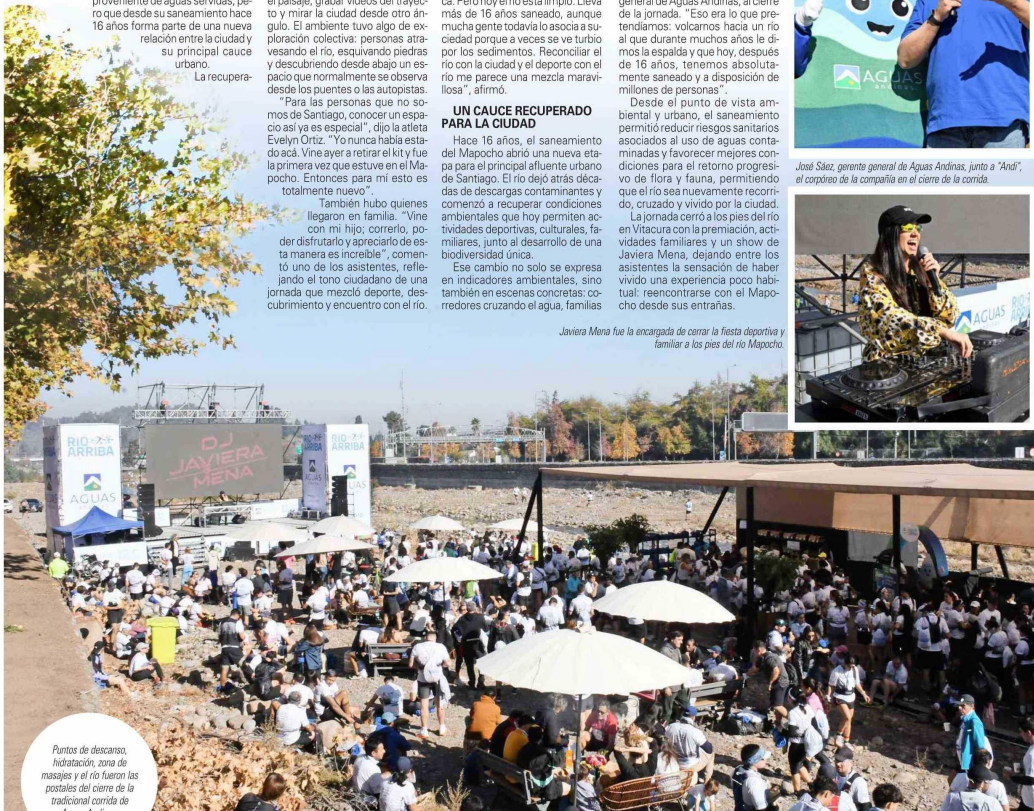 proveniente de aguas servidas, pe-
ro que desde su saneamiento hace
16 años forma parte de una nueva
relación entre la ciudad y
su principal cauce
urbano.
La recupera-
el paisaje, grabar videos del trayec-
to y mirar la ciudad desde otro án-
gulo. El ambiente tuvo algo de ex-
ploración colectiva: personas atra-
vesando el río, esquivando piedras
y descubriendo desde abajo un es-
pacio que normalmente se observa
desde los puentes o las autopistas.
"Para las personas que no so-
mos de Santiago, conocer un espa-
cio así ya es especial", dijo la atleta
Evelyn Ortiz. "Yo nunca había esta-
do acá. Vine ayer a retirar el kit y fue
la primera vez que estuve en el Ma-
pocho. Entonces para mí esto es
totalmente nuevo".
También hubo quienes
llegaron en familia. "Vine
con mi hijo; correrlo, po-
der disfrutarlo y apreciarlo de es-
ta manera es increíble", comen-
tó uno de los asistentes, refle-
jando el tono ciudadano de una
jornada que mezcló deporte, des-
cubrimiento y encuentro con el río.
ca. Pero hoy el río está limpio. Lleva
más de 16 años saneado, aunque
mucha gente todavía lo asocia a su-
ciedad porque a veces se ve turbio
por los sedimentos. Reconciliar el
río con la ciudad y el deporte con el
río me parece una mezcla maravi-
llosa", afirmó.
UN CAUCE RECUPERADO
PARA LA CIUDAD
Hace 16 años, el saneamiento
del Mapocho abrió una nueva eta-
pa para el principal afluente urbano
de Santiago. El río dejó atrás déca-
das de descargas contaminantes y
comenzó a recuperar condiciones
ambientales que hoy permiten ac-
tividades deportivas, culturales, fa-
miliares, junto al desarrollo de una
biodiversidad única.
Ese cambio no solo se expresa
en indicadores ambientales, sino
también en escenas concretas: co-
rredores cruzando el agua, familias
general de Aguas Andinas, al cierre
de la jornada. "Eso era lo que pre-
tendíamos: volcarnos hacia un río
al que durante muchos años le di-
mos la espalda y que hoy, después
de 16 años, tenemos absoluta-
mente saneado y a disposición de
millones de personas".
Desde el punto de vista am-
biental y urbano, el saneamiento
permitió reducir riesgos sanitarios
asociados al uso de aguas conta-
minadas y favorecer mejores con-
diciones para el retorno progresi-
vo de flora y fauna, permitiendo
que el río sea nuevamente recorri-
do, cruzado y vivido por la ciudad.
La jornada cerró a los pies del río
en Vitacura con la premiación, acti-
vidades familiares y un show de
Javiera Mena, dejando entre los
asistentes la sensación de haber
vivido una experiencia poco habi-
tual: reencontrarse con el Mapo-
cho desde sus entrañas.
AGUAS
andinas
José Sáez, gerente general de Aguas Andinas, junto a "Andi",
el corpóreo de la compañía en el cierre de la corrida.
AGUAS
RIO
ARRIBA
Javiera Mena fue la encargada de cerrar la fiesta deportiva y
familiar a los pies del río Mapocho.
RIO
ARRIBA
AGUAS
DJ
JAVIERA
MENA
RIO
ARRIBA
AGUAS
Puntos de descanso,
hidratación, zona de
masajes y el río fueron las
postales del cierre de la
tradicional corrida de